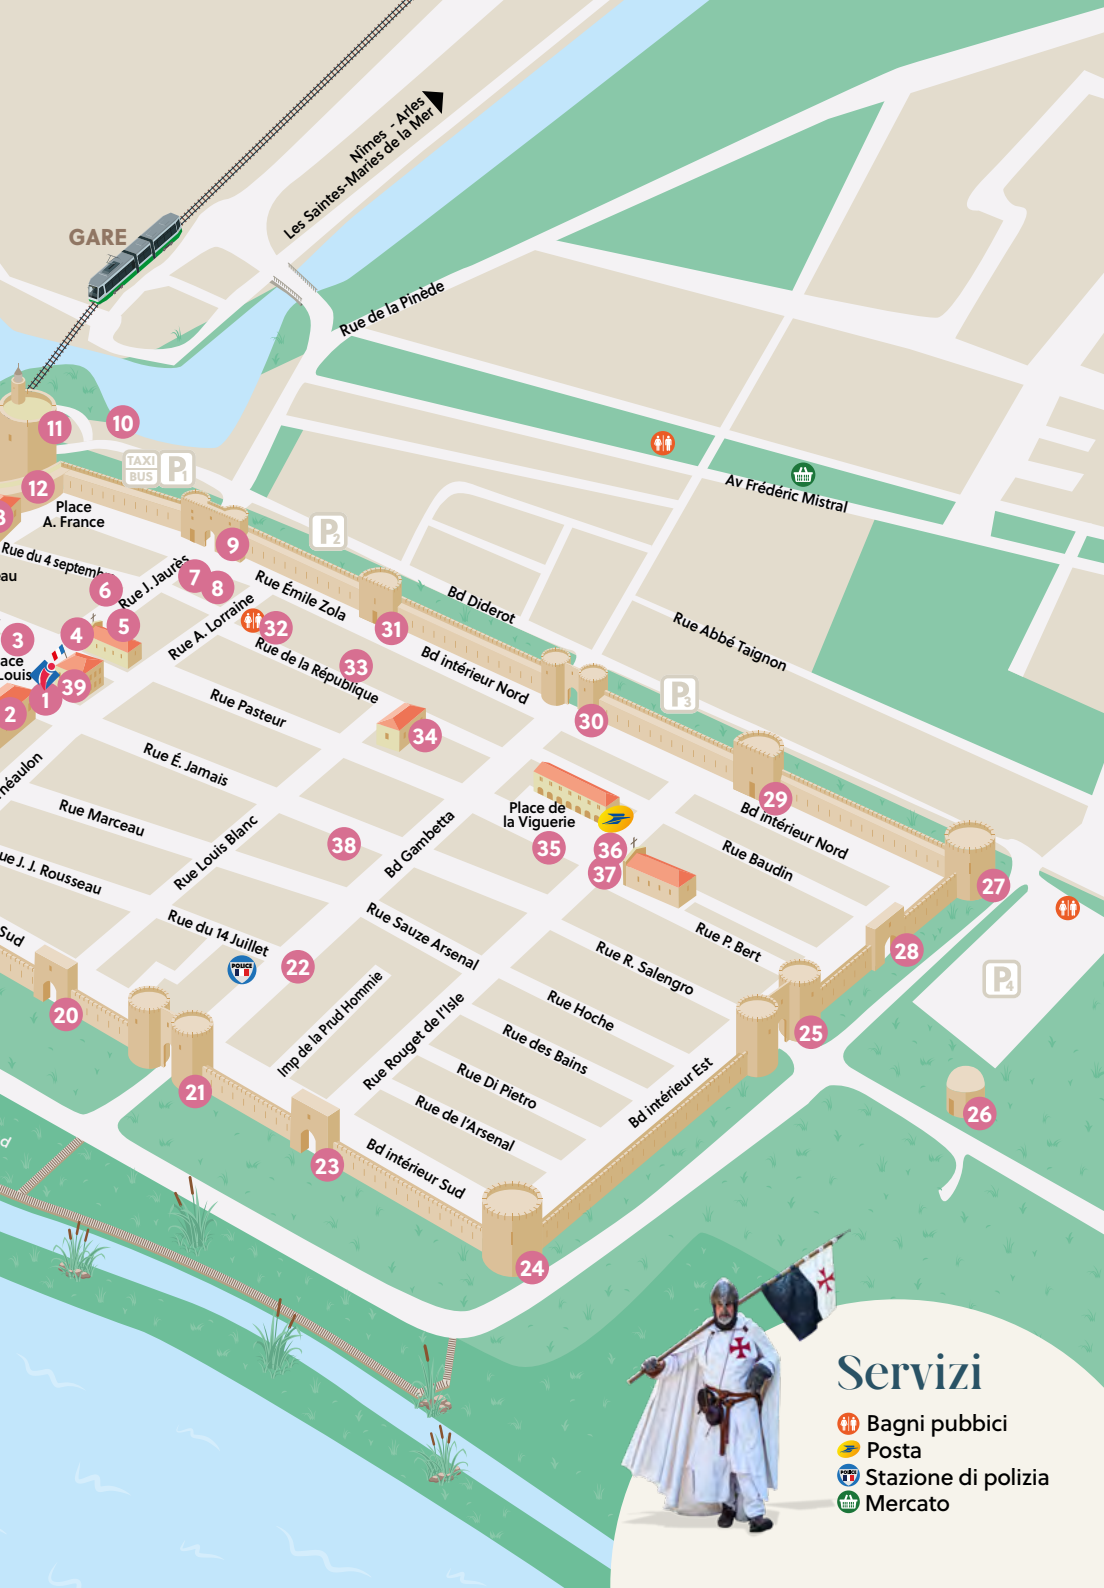 Nîmes - Arles
Les Saintes-Maries de la Mer
GARE
Rue de la Pinède
10
11
TAXI
BUS
P1
12
Place
A. France
Av Frédéric Mistral
P2
9
Rue du 4 septemb
Rue J. Jaurès
7
8
6
Rue Émile Zola
Bd Diderot
Rue A. Lorraine
5
32
31
Rue Abbé Taignon
3
4
Rue de la République
33
Bd intérieur Nord
39
1
2
Rue Pasteur
P3
30
34
Rue É. Jamais
29
Place de
la Viguerie
Bd intérieur Nord
Rue Marceau
Rue Louis Blanc
38
Bd Gambetta
35
36
37
Rue Baudin
27
ue J. J. Rousseau
Rue du 14 Juillet
POLICE
22
Rue Sauze Arsenal
Rue P. Bert
28
Sud
Rue R. Salengro
P4
20
Imp de la Prud Hommie
Rue Rouget de l'Isle
Rue Hoche
25
Rue des Bains
21
Rue Di Pietro
Bd intérieur Est
26
Rue de l'Arsenal
23
Bd intérieur Sud
24
Servizi
Bagni pubbici
Posta
POLICE
Stazione di polizia
Mercato